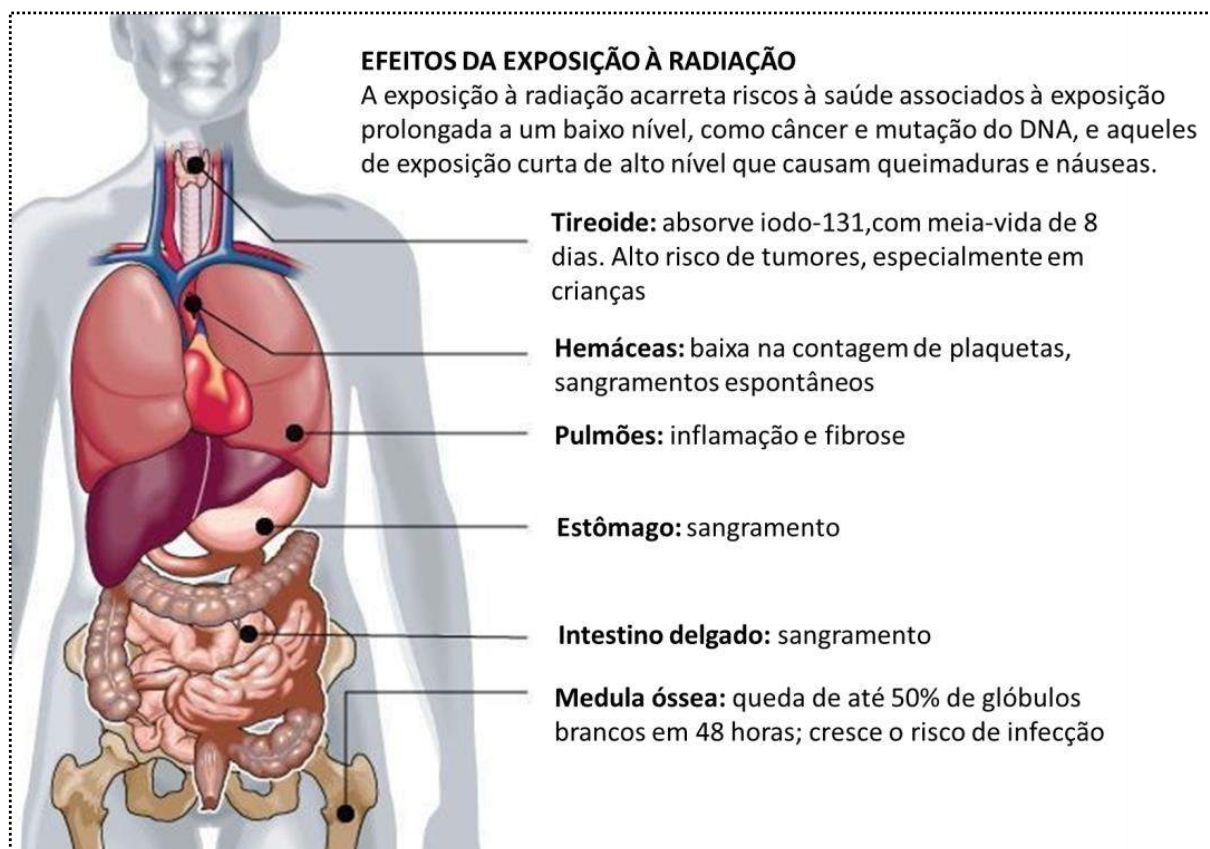 EFEITOS DA EXPOSIÇÃO À RADIAÇÃO
A exposição à radiação acarreta riscos à saúde associados à exposição
prolongada a um baixo nível, como câncer e mutação do DNA, e aqueles
de exposição curta de alto nível que causam queimaduras e náuseas.
Tireoide: absorve iodo-131,com meia-vida de 8
dias. Alto risco de tumores, especialmente em
crianças
Hemáceas: baixa na contagem de plaquetas,
sangramentos espontâneos
Pulmões: inflamação e fibrose
Estômago: sangramento
Intestino delgado: sangramento
Medula óssea: queda de até 50% de glóbulos
brancos em 48 horas; cresce o risco de infecção